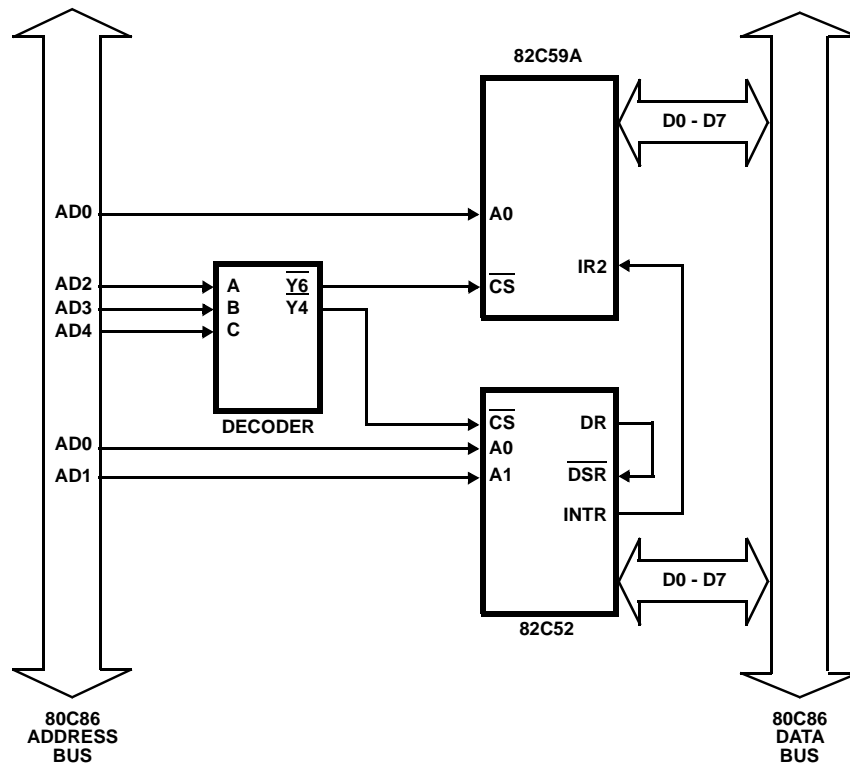 82C59A
D0 - D7
AD0
A0
IR2
AD2
A
Y6
CS
AD3
B
Y4
AD4
C
DECODER
CS
DR
AD0
A0
AD1
A1
DSR
INTR
D0 - D7
82C52
80C86
ADDRESS
BUS
80C86
DATA
BUS